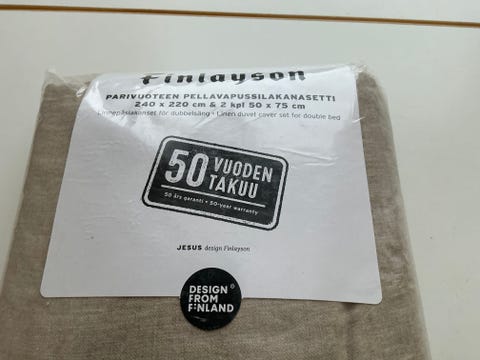 Finlayson
PARIVUOTEEN PELLAVAPUSSILAKANASETTI
240 x 220 cm & 2 kpl 50 x 75 cm
Linnepåslakanset för dubbelsäng • Linen duvet cover set for double bed
50 VUODEN
TAKUU
50 års garanti • 50-year warranty
JESUS design Finlayson
DESIGN
FROM
FINLAND